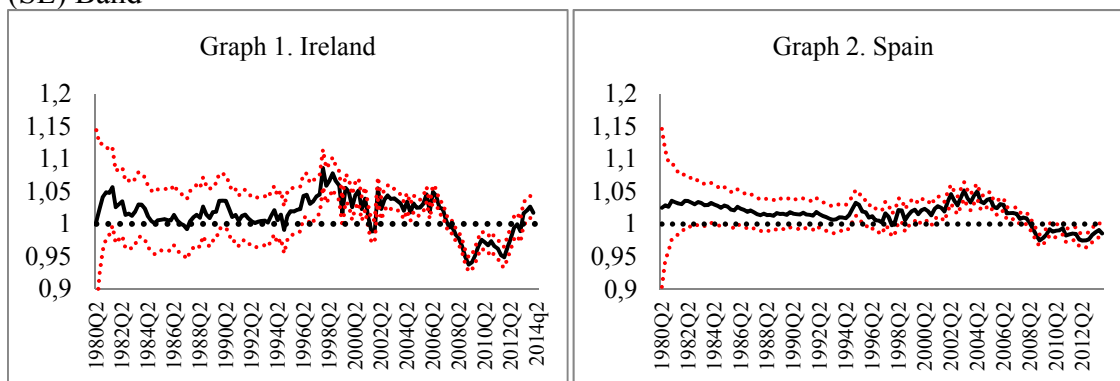 (SE) Band
Graph 1. Ireland
1,2
1,15
1,1
1,05
1
0,95
0,9
1980Q2
1982Q2
1984Q2
1986Q2
1988Q2
1990Q2
1992Q2
1994Q2
1996Q2
1998Q2
2000Q2
2002Q2
2004Q2
2006Q2
2008Q2
2010Q2
2012Q2
2014q2
Graph 2. Spain
1,2
1,15
1,1
1,05
1
0,95
0,9
1980Q2
1982Q2
1984Q2
1986Q2
1988Q2
1990Q2
1992Q2
1994Q2
1996Q2
1998Q2
2000Q2
2002Q2
2004Q2
2006Q2
2008Q2
2010Q2
2012Q2